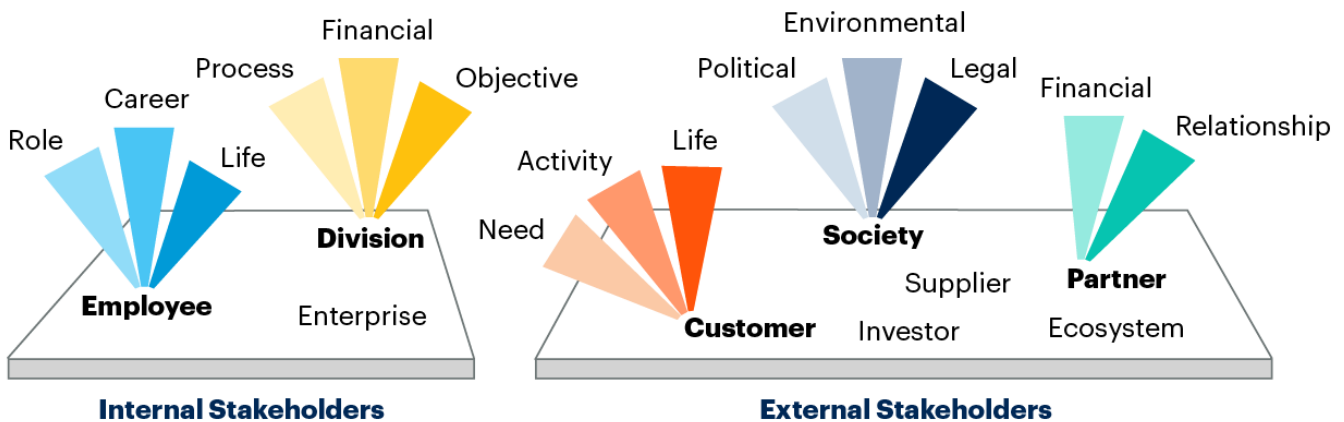 Financial
Process
Objective
Career
Role
Life
Division
Employee
Enterprise
Internal Stakeholders
Environmental
Political
Legal
Financial
Relationship
Life
Activity
Need
Society
Supplier
Partner
Customer
Investor
Ecosystem
External Stakeholders